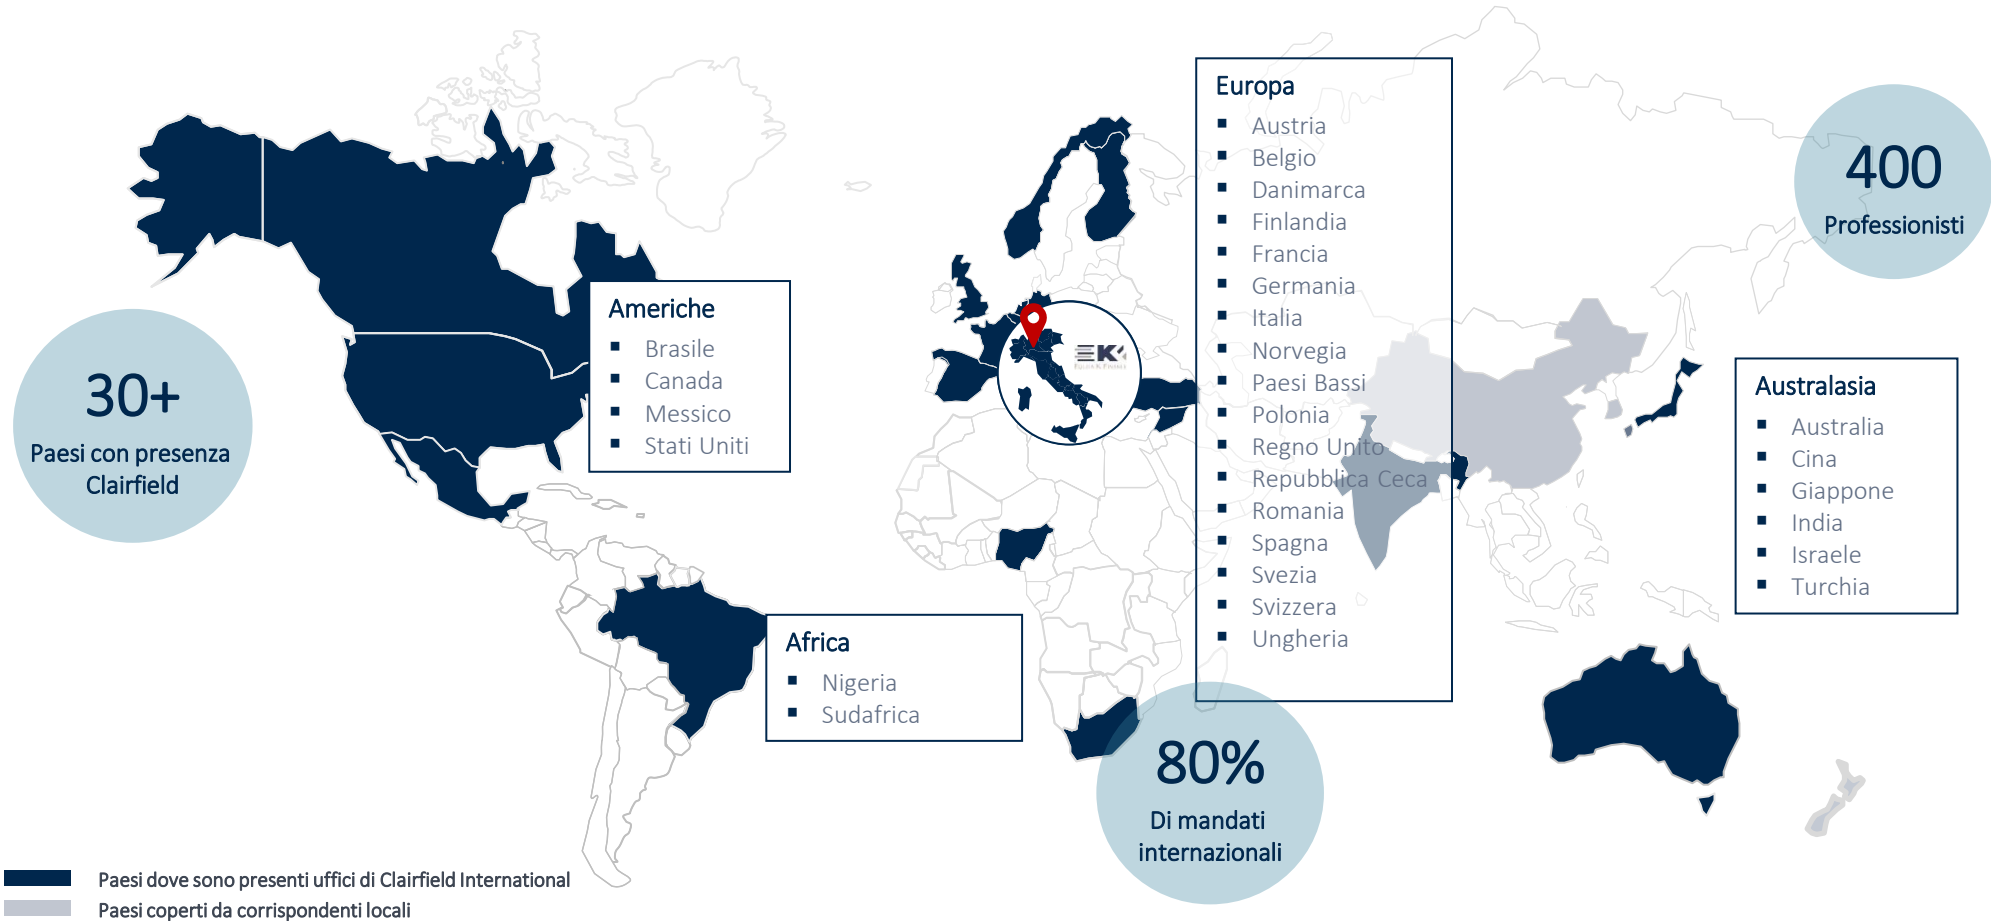 Europa
Austria
Belgio
Danimarca
Finlandia
Francia
Germania
Italia
Norvegia
Paesi Bassi
Polonia
Regno Unito
Repubblica Ceca
Romania
Spagna
Svezia
Svizzera
Ungheria
400
Professionisti
Americhe
Brasile
Canada
Messico
Stati Uniti
30+
Paesi con presenza
Clairfield
EK
Australasia
Australia
Cina
Giappone
India
Israele
Turchia
Africa
Nigeria
Sudafrica
80%
Di mandati
internazionali
Paesi dove sono presenti uffici di Clairfield International
Paesi coperti da corrispondenti locali